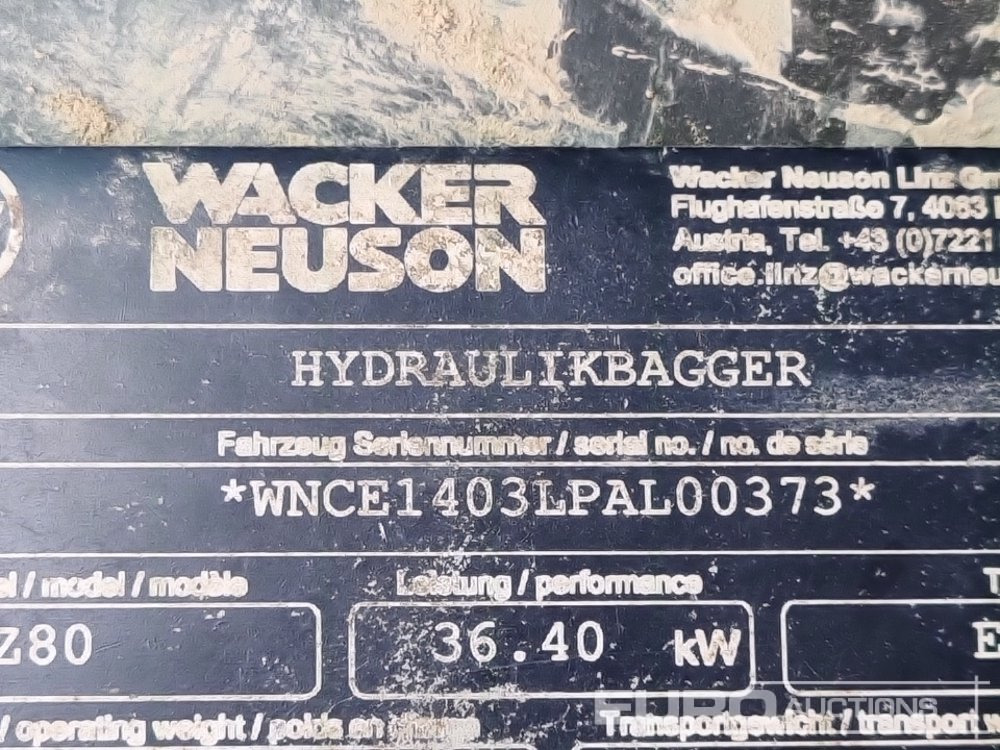 WACKER
NEUSON
Wacker Neuson Linz
Flughafenstraße 7, 4063
Austria, Tel. +43 (0)7221
office.linz@wackerneu
HYDRAULIKBAGGER
Fahrzeug Seriennummer / serial no. / no. de série
*WNCE1403LPAL00373*
/ model / modèle
Leistung / performance
Z80
36.40 kW
/ operating weight / poids en
Transportgewicht / transport
EURO AUCTIONS